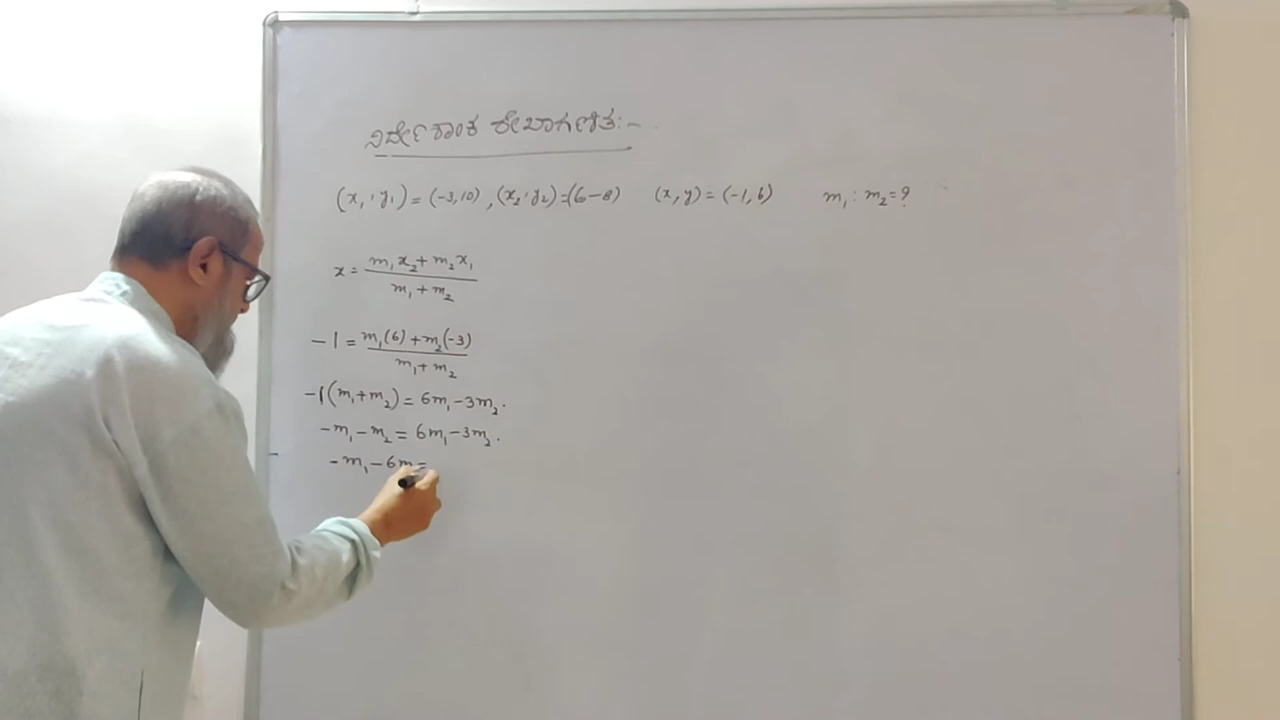 ನಿರ್ದೇಶಾಂಕ ರೇಖಾಗಣಿತ:-
(x₁, y₁) = (-3, 10), (x₂, y₂) = (6-8) (x, y) = (-1, 6) m₁ : m₂ = ?
x = (m₁x₂ + m₂x₁) / (m₁ + m₂)
-1 = (m₁(6) + m₂(-3)) / (m₁ + m₂)
-1(m₁+m₂) = 6m₁-3m₂.
-m₁-m₂ = 6m₁-3m₂.
-m₁-6m =